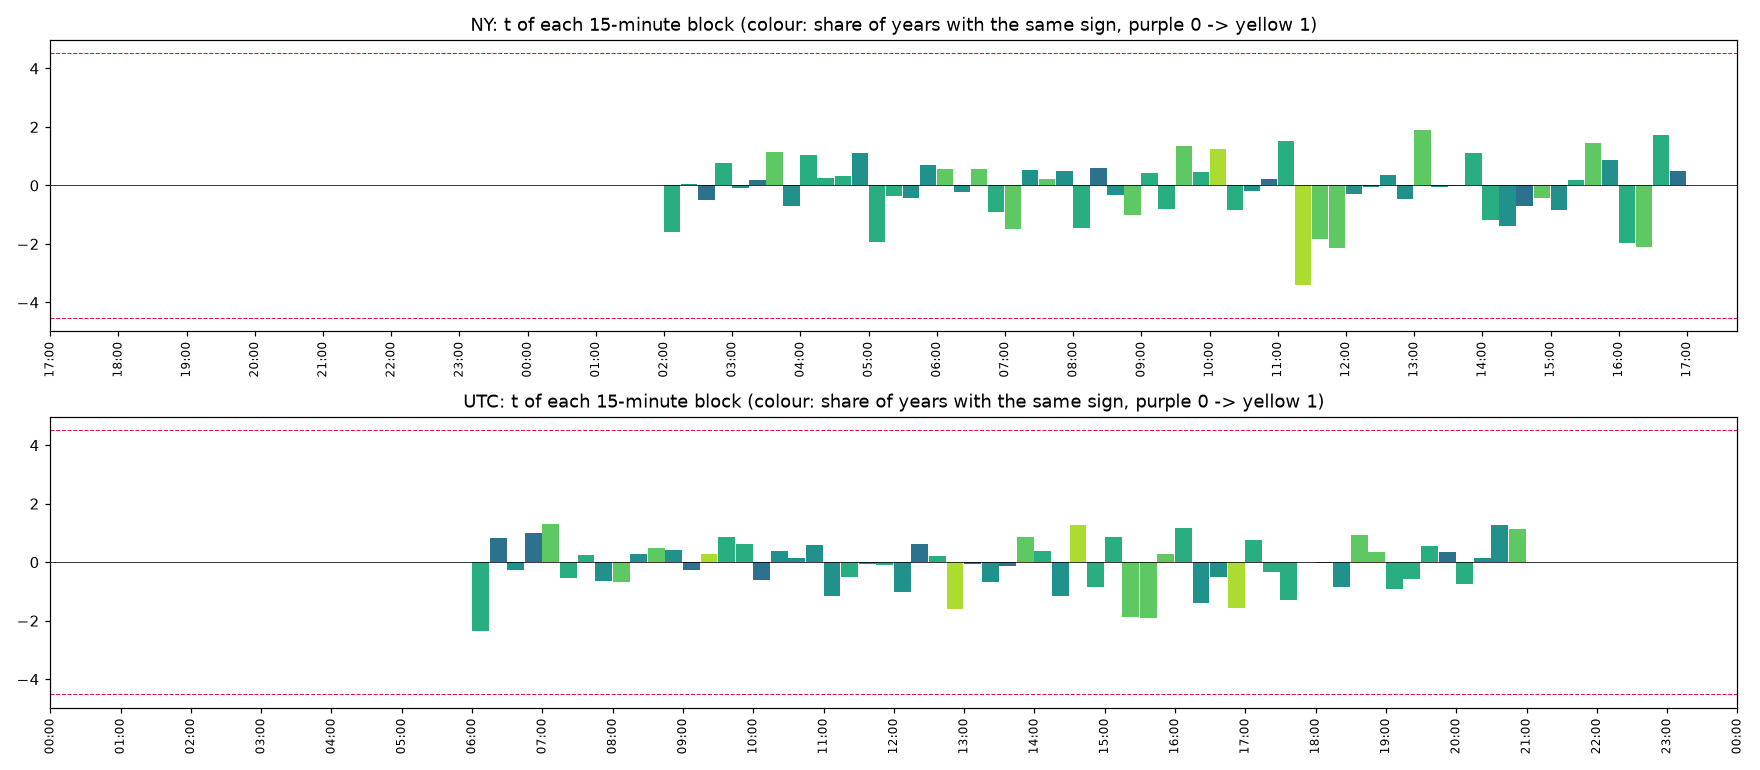 NY: t of each 15-minute block (colour: share of years with the same sign, purple 0 -> yellow 1)
4
2
0
−2
−4
17:00 18:00 19:00 20:00 21:00 22:00 23:00 00:00 01:00 02:00 03:00 04:00 05:00 06:00 07:00 08:00 09:00 10:00 11:00 12:00 13:00 14:00 15:00 16:00 17:00
UTC: t of each 15-minute block (colour: share of years with the same sign, purple 0 -> yellow 1)
4
2
0
−2
−4
00:00 01:00 02:00 03:00 04:00 05:00 06:00 07:00 08:00 09:00 10:00 11:00 12:00 13:00 14:00 15:00 16:00 17:00 18:00 19:00 20:00 21:00 22:00 23:00 00:00